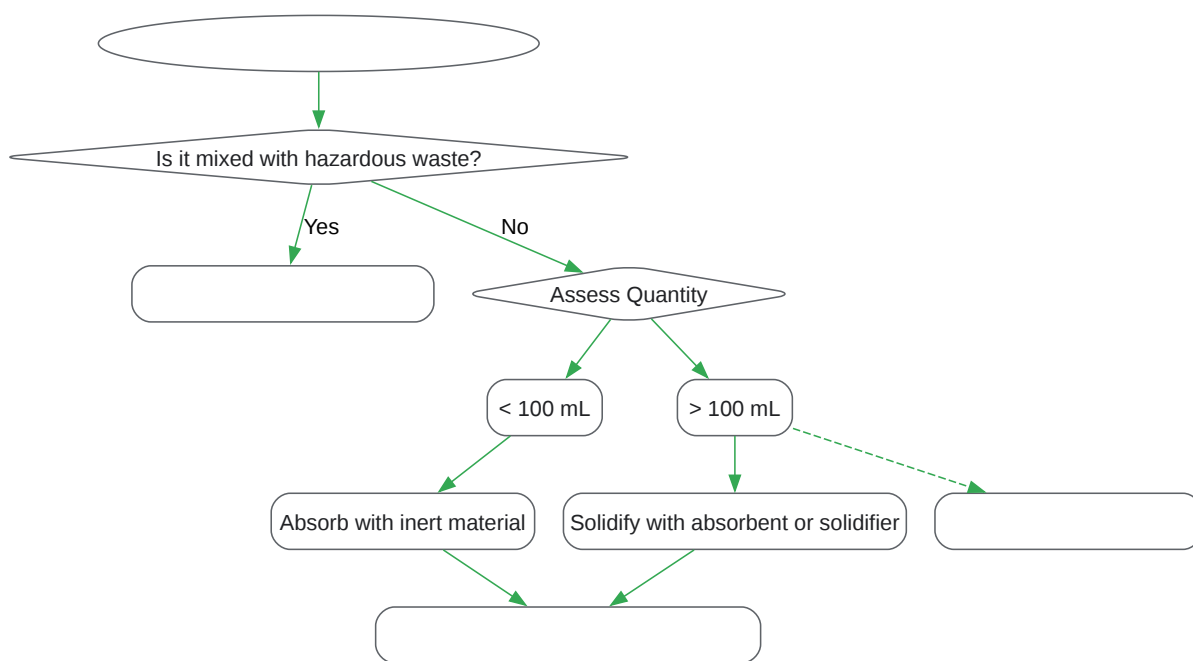 Is it mixed with hazardous waste?
Yes
No
Assess Quantity
< 100 mL
> 100 mL
Absorb with inert material
Solidify with absorbent or solidifier